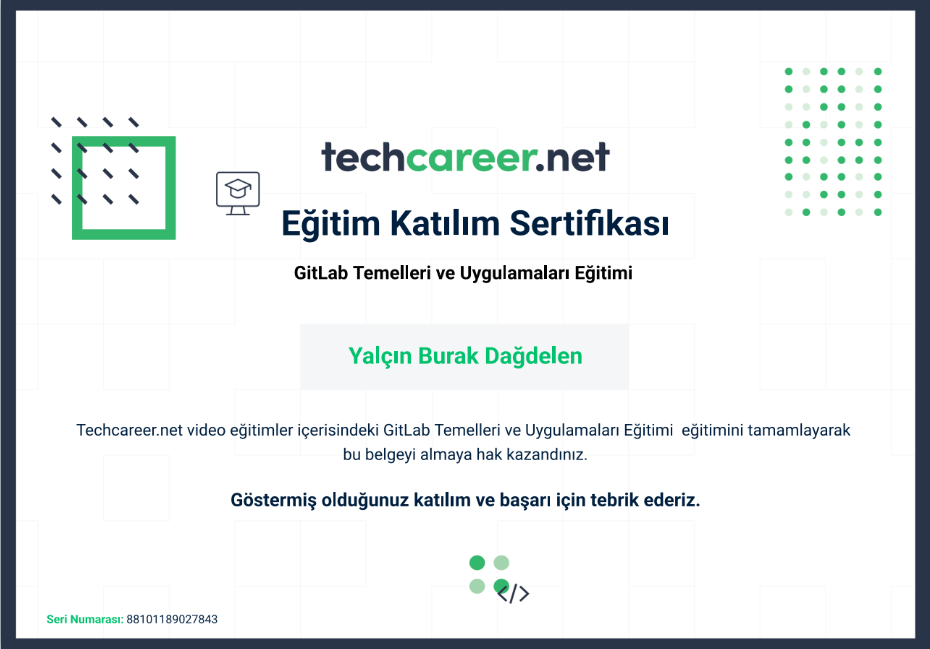 techcareer.net
Eğitim Katılım Sertifikası
GitLab Temelleri ve Uygulamaları Eğitimi
Yalçın Burak Dağdelen
Techcareer.net video eğitimler içerisindeki GitLab Temelleri ve Uygulamaları Eğitimi  eğitimini tamamlayarak
bu belgeyi almaya hak kazandınız.
Göstermiş olduğunuz katılım ve başarı için tebrik ederiz.
</>
Seri Numarası: 88101189027843